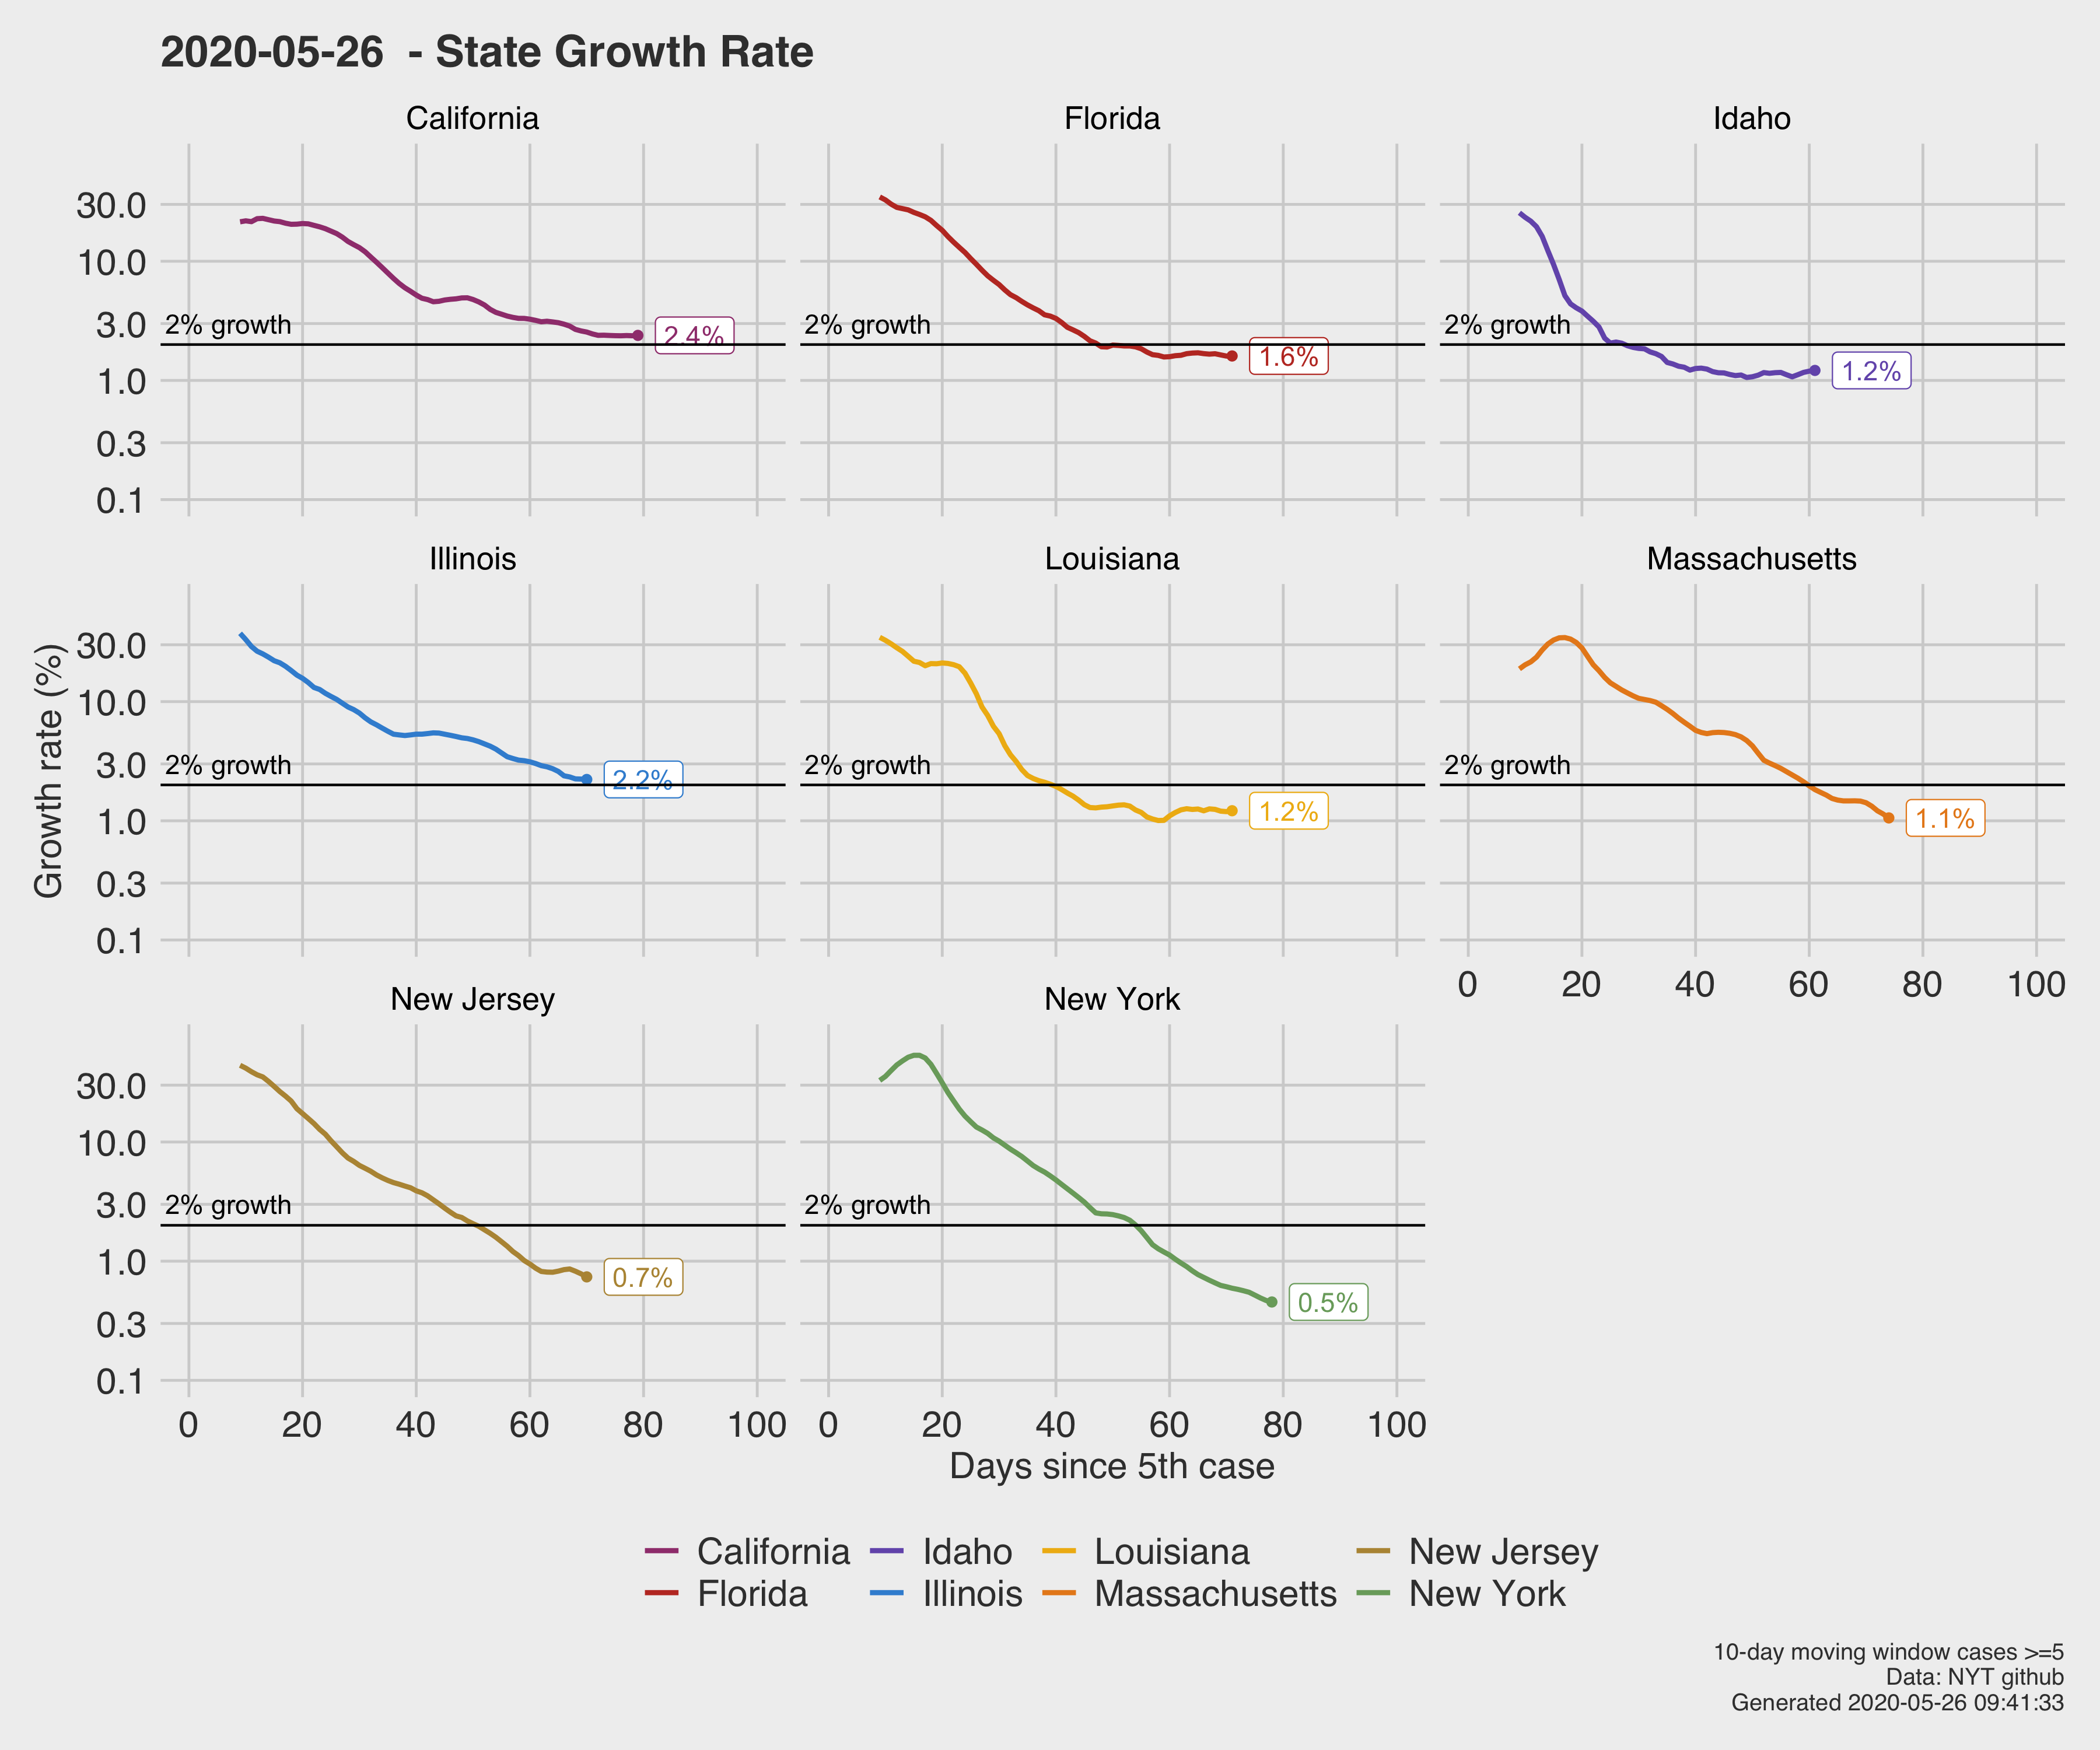 2020-05-26  - State Growth Rate
California
Florida
Idaho
30.0
10.0
3.0
1.0
0.3
0.1
2% growth
2.4%
2% growth
1.6%
2% growth
1.2%
Illinois
Louisiana
Massachusetts
Growth rate (%)
30.0
10.0
3.0
1.0
0.3
0.1
2% growth
2.2%
2% growth
1.2%
2% growth
1.1%
0 20 40 60 80 100
New Jersey
New York
30.0
10.0
3.0
1.0
0.3
0.1
2% growth
0.7%
2% growth
0.5%
0 20 40 60 80 100
0 20 40 60 80 100
Days since 5th case
California Idaho Louisiana New Jersey
Florida Illinois Massachusetts New York
10-day moving window cases >=5
Data: NYT github
Generated 2020-05-26 09:41:33